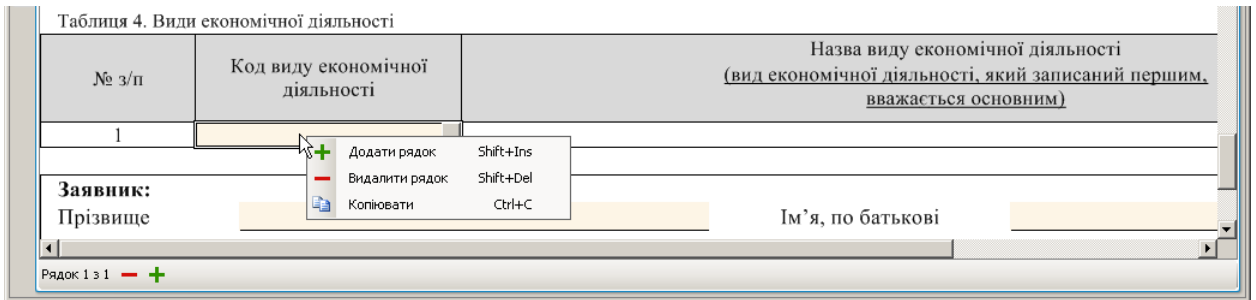 Таблиця 4. Види економічної діяльності
№ з/п
Код виду економічної
діяльності
Назва виду економічної діяльності
(вид економічної діяльності, який записаний першим,
вважається основним)
1
Додати рядок Shift+Ins
Видалити рядок Shift+Del
Копіювати Ctrl+C
Заявник:
Прізвище Ім’я, по батькові
Рядок 1 з 1